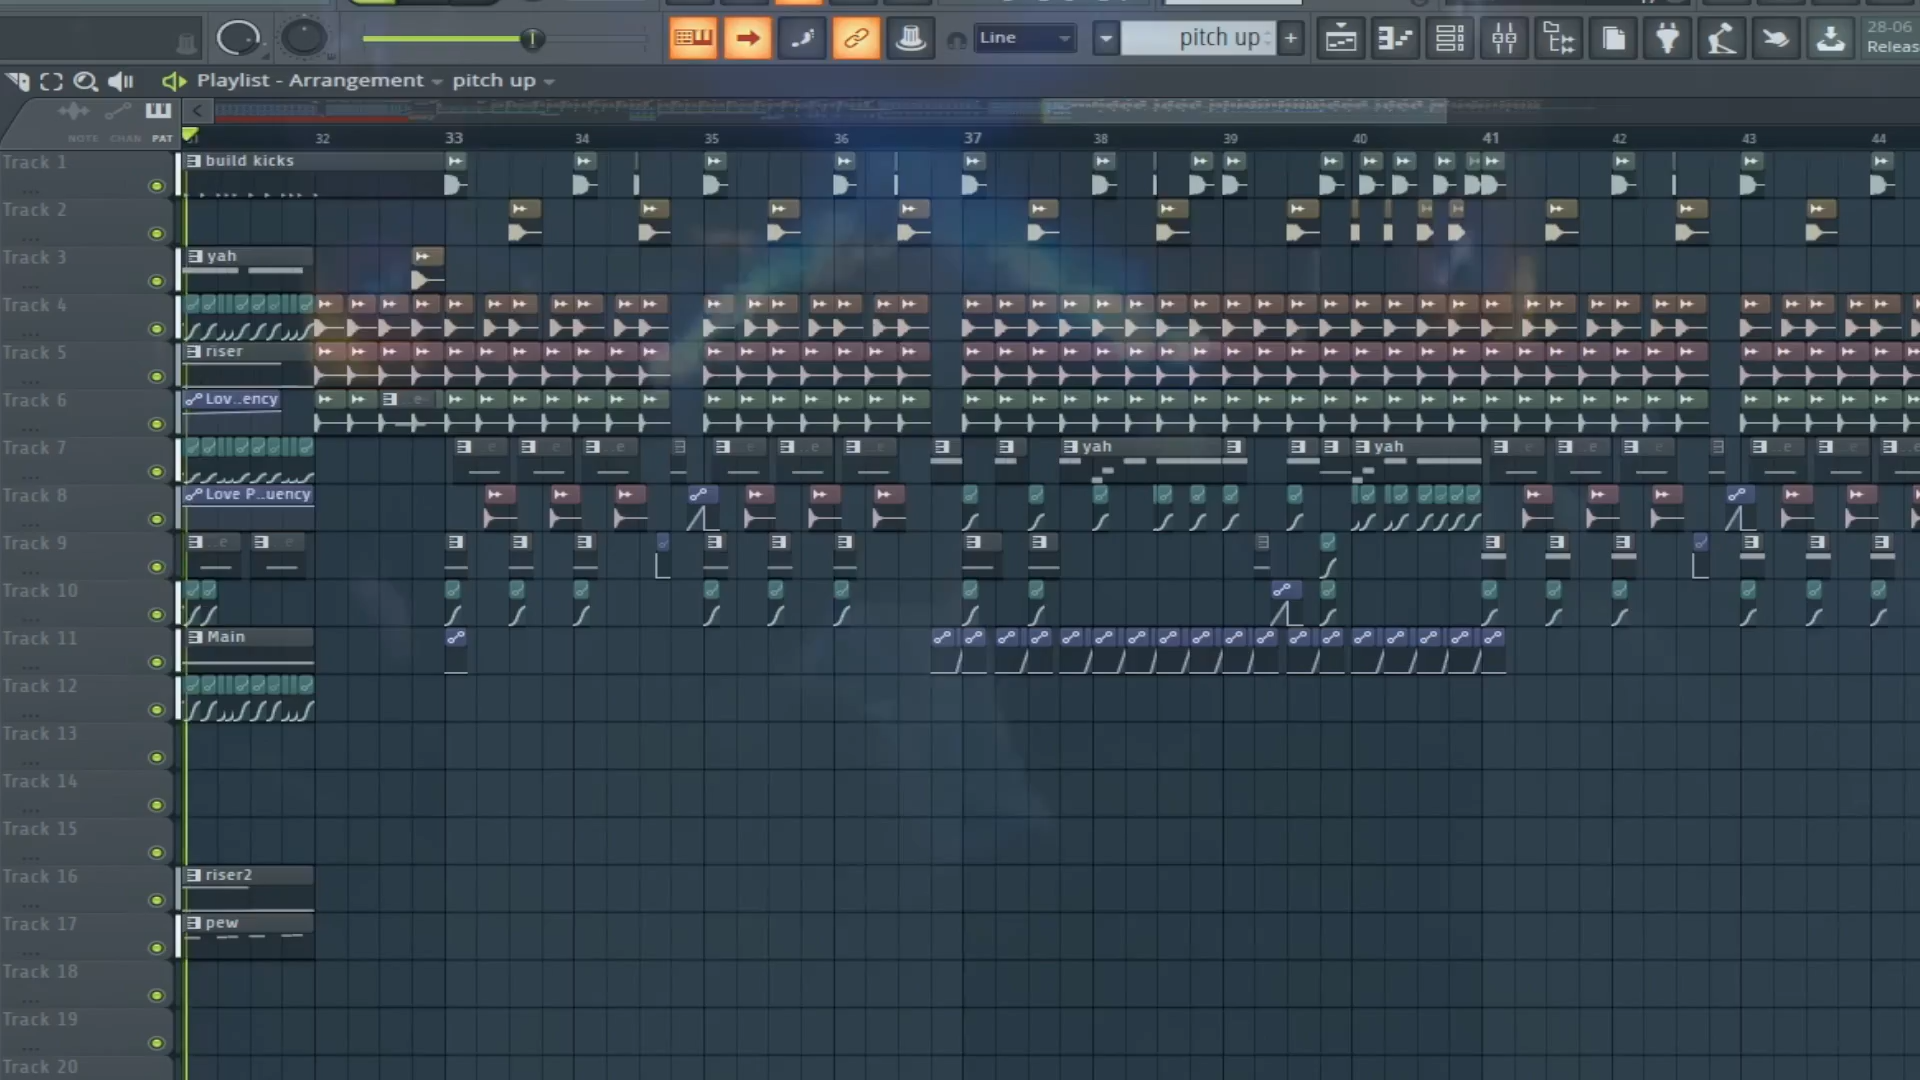 Line
pitch up
+
28-06
Releas
Playlist - Arrangement
pitch up
NOTE CHAN PAT
32 33 34 35 36 37 38 39 40 41 42 43 44
Track 1
build kicks
Track 2
Track 3
yah
Track 4
Track 5
riser
Track 6
Lov..ency
Track 7
yah
yah
Track 8
Love P..uency
Track 9
Track 10
Track 11
Main
Track 12
Track 13
Track 14
Track 15
Track 16
riser2
Track 17
pew
Track 18
Track 19
Track 20